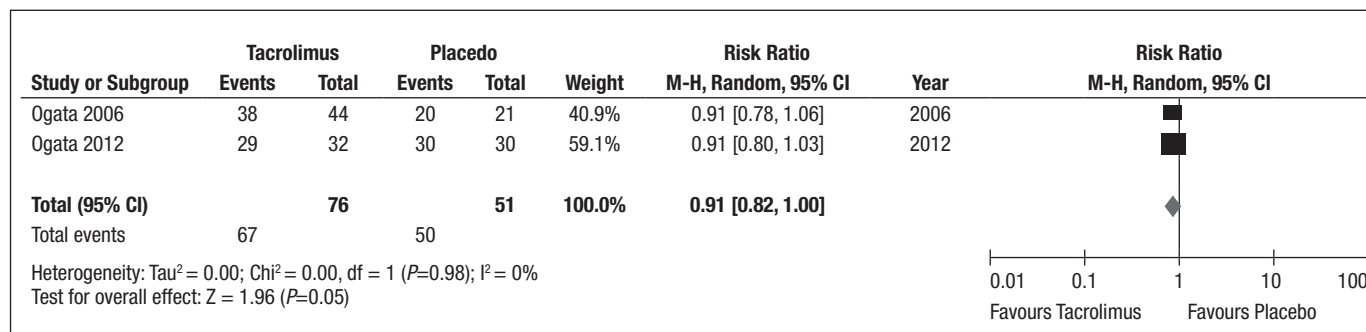 Tacrolimus Placedo Risk Ratio Risk Ratio
Study or Subgroup Events Total Events Total Weight M-H, Random, 95% CI Year M-H, Random, 95% CI
Ogata 2006 38 44 20 21 40.9% 0.91 [0.78, 1.06] 2006
Ogata 2012 29 32 30 30 59.1% 0.91 [0.80, 1.03] 2012
Total (95% CI) 76 51 100.0% 0.91 [0.82, 1.00]
Total events 67 50
Heterogeneity: Tau² = 0.00; Chi² = 0.00, df = 1 (P=0.98); I² = 0%
Test for overall effect: Z = 1.96 (P=0.05)
0.01 0.1 1 10 100
Favours Tacrolimus Favours Placebo